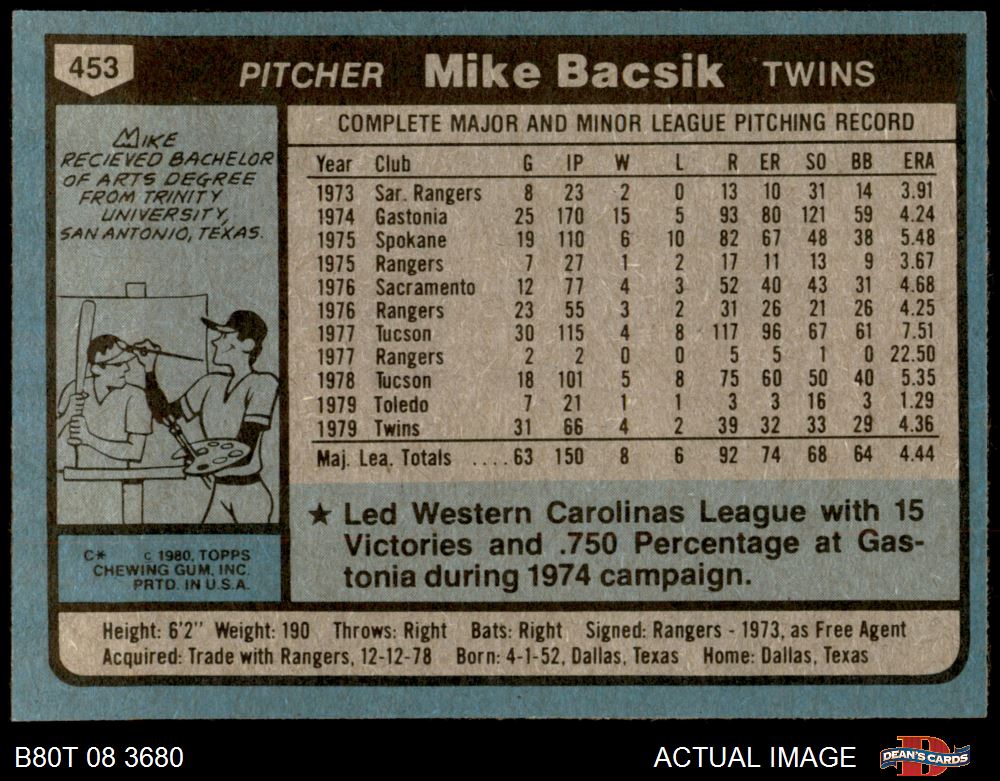 453
PITCHER Mike Bacsik TWINS
MIKE
RECIEVED BACHELOR
OF ARTS DEGREE
FROM TRINITY
UNIVERSITY,
SAN ANTONIO, TEXAS.
COMPLETE MAJOR AND MINOR LEAGUE PITCHING RECORD
Year Club G IP W L R ER SO BB ERA
1973 Sar. Rangers 8 23 2 0 13 10 31 14 3.91
1974 Gastonia 25 170 15 5 93 80 121 59 4.24
1975 Spokane 19 110 6 10 82 67 48 38 5.48
1975 Rangers 7 27 1 2 17 11 13 9 3.67
1976 Sacramento 12 77 4 3 52 40 43 31 4.68
1976 Rangers 23 55 3 2 31 26 21 26 4.25
1977 Tucson 30 115 4 8 117 96 67 61 7.51
1977 Rangers 2 2 0 0 5 5 1 0 22.50
1978 Tucson 18 101 5 8 75 60 50 40 5.35
1979 Toledo 7 21 1 1 3 3 16 3 1.29
1979 Twins 31 66 4 2 39 32 33 29 4.36
Maj. Lea. Totals ....63 150 8 6 92 74 68 64 4.44
★ Led Western Carolinas League with 15
Victories and .750 Percentage at Gas-
tonia during 1974 campaign.
C* © 1980, TOPPS
CHEWING GUM, INC.
PRTD. IN U.S.A.
Height: 6'2" Weight: 190 Throws: Right Bats: Right Signed: Rangers - 1973, as Free Agent
Acquired: Trade with Rangers, 12-12-78 Born: 4-1-52, Dallas, Texas Home: Dallas, Texas
B80T 08 3680 ACTUAL IMAGE DEAN'S CARDS